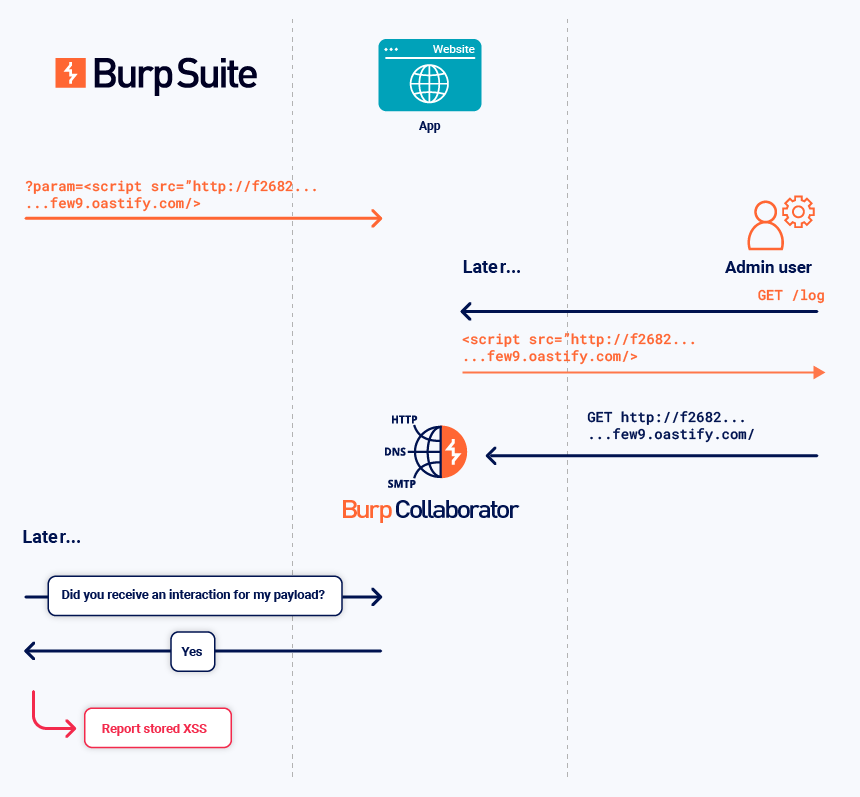 Burp Suite
Website
App
?param=<script src=”http://f2682...
...few9.oastify.com/>
Later...
Admin user
GET /log
<script src=”http://f2682...
...few9.oastify.com/>
GET http://f2682...
...few9.oastify.com/
HTTP
DNS
SMTP
Burp Collaborator
Later...
Did you receive an interaction for my payload?
Yes
Report stored XSS